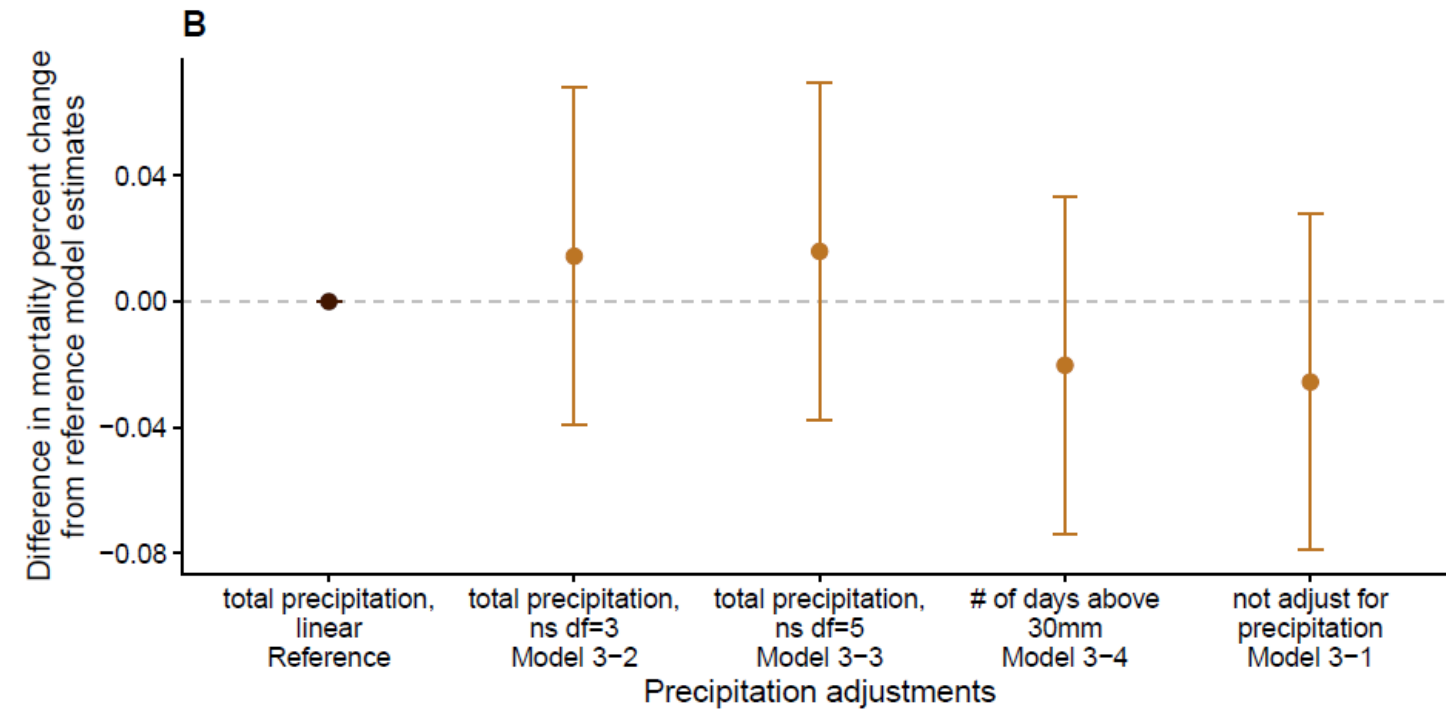 B
Difference in mortality percent change
from reference model estimates
0.04
0.00
−0.04
−0.08
total precipitation,
linear
Reference
total precipitation,
ns df=3
Model 3−2
total precipitation,
ns df=5
Model 3−3
# of days above
30mm
Model 3−4
not adjust for
precipitation
Model 3−1
Precipitation adjustments